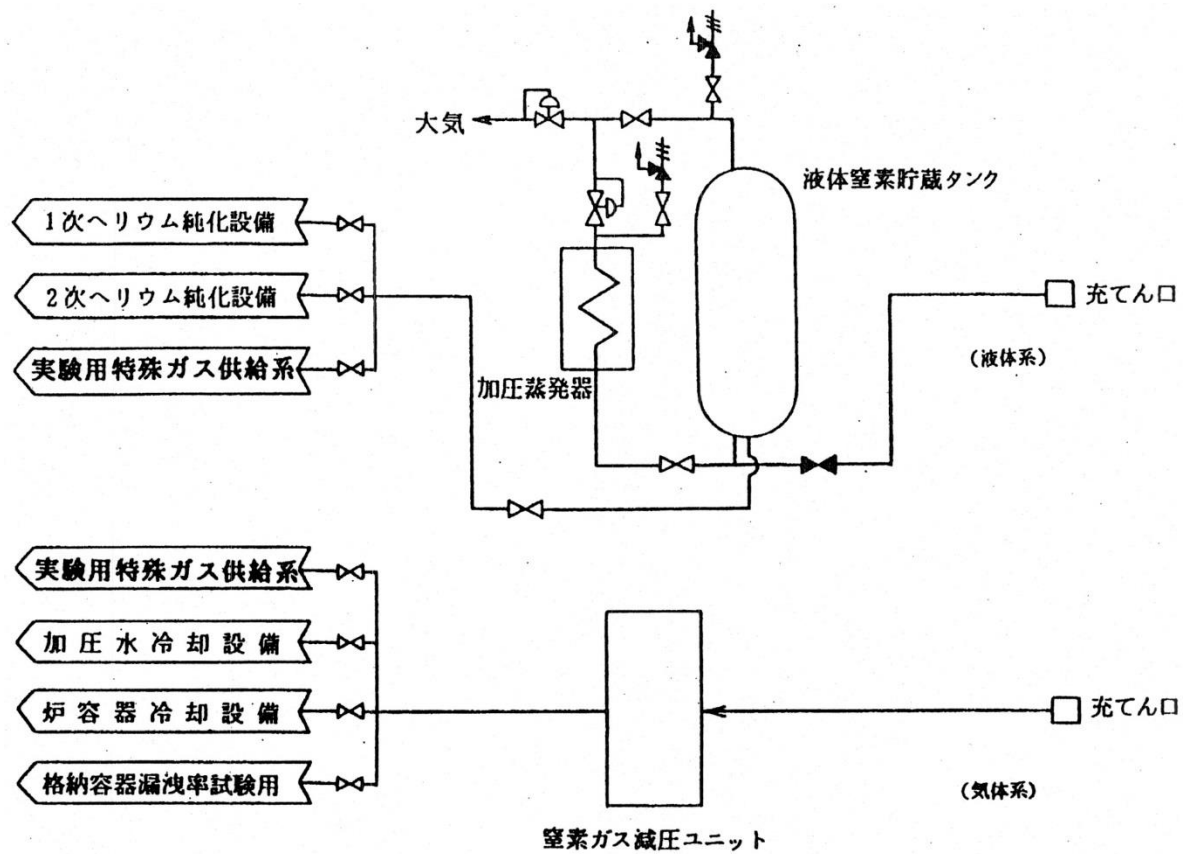 大気
液体窒素貯蔵タンク
1次ヘリウム純化設備
2次ヘリウム純化設備
充てん口
実験用特殊ガス供給系
(液体系)
加圧蒸発器
実験用特殊ガス供給系
加圧水冷却設備
炉容器冷却設備
充てん口
格納容器漏洩率試験用
(気体系)
窒素ガス減圧ユニット